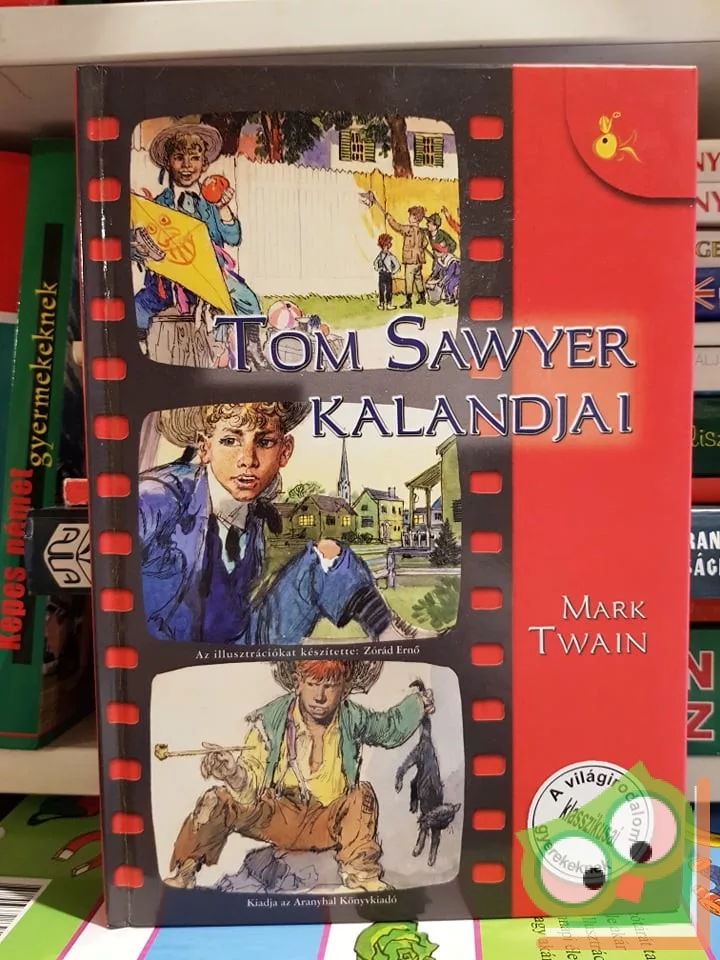 TOM SAWYER
KALANDJAI
MARK
TWAIN
Az illusztrációkat készítette: Zórád Ernő
Kiadja az Aranyhal Könyvkiadó
A világirodalom
klasszikusai
gyerekeknek
Képes német
gyermekeknek